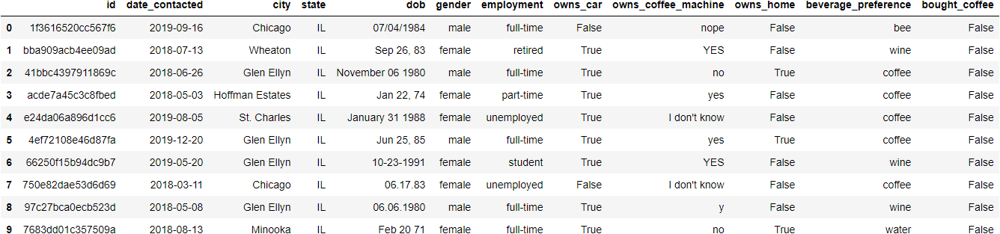 id date_contacted city state dob gender employment owns_car owns_coffee_machine owns_home beverage_preference bought_coffee
0 1f3616520cc567f6 2019-09-16 Chicago IL 07/04/1984 male full-time False nope False bee False
1 bba909acb4ee09ad 2018-07-13 Wheaton IL Sep 26, 83 female retired True YES False wine False
2 41bbc4397911869c 2018-06-26 Glen Ellyn IL November 06 1980 male full-time True no True coffee False
3 acde7a45c3c8fbed 2018-05-03 Hoffman Estates IL Jan 22, 74 female part-time True yes False coffee False
4 e24da06a896d1cc6 2019-08-05 St. Charles IL January 31 1988 female unemployed True I don't know False coffee False
5 4ef72108e46d87fa 2019-12-20 Glen Ellyn IL Jun 25, 85 male full-time True yes True coffee False
6 66250f15b94dc9b7 2019-05-20 Glen Ellyn IL 10-23-1991 female student True YES False wine False
7 750e82dae53d6d69 2018-03-11 Chicago IL 06.17.83 female unemployed False I don't know False coffee False
8 97c27bca0ecb523d 2018-05-08 Glen Ellyn IL 06.06.1980 male full-time True y False wine False
9 7683dd01c357509a 2018-08-13 Minooka IL Feb 20 71 female full-time True no True water False